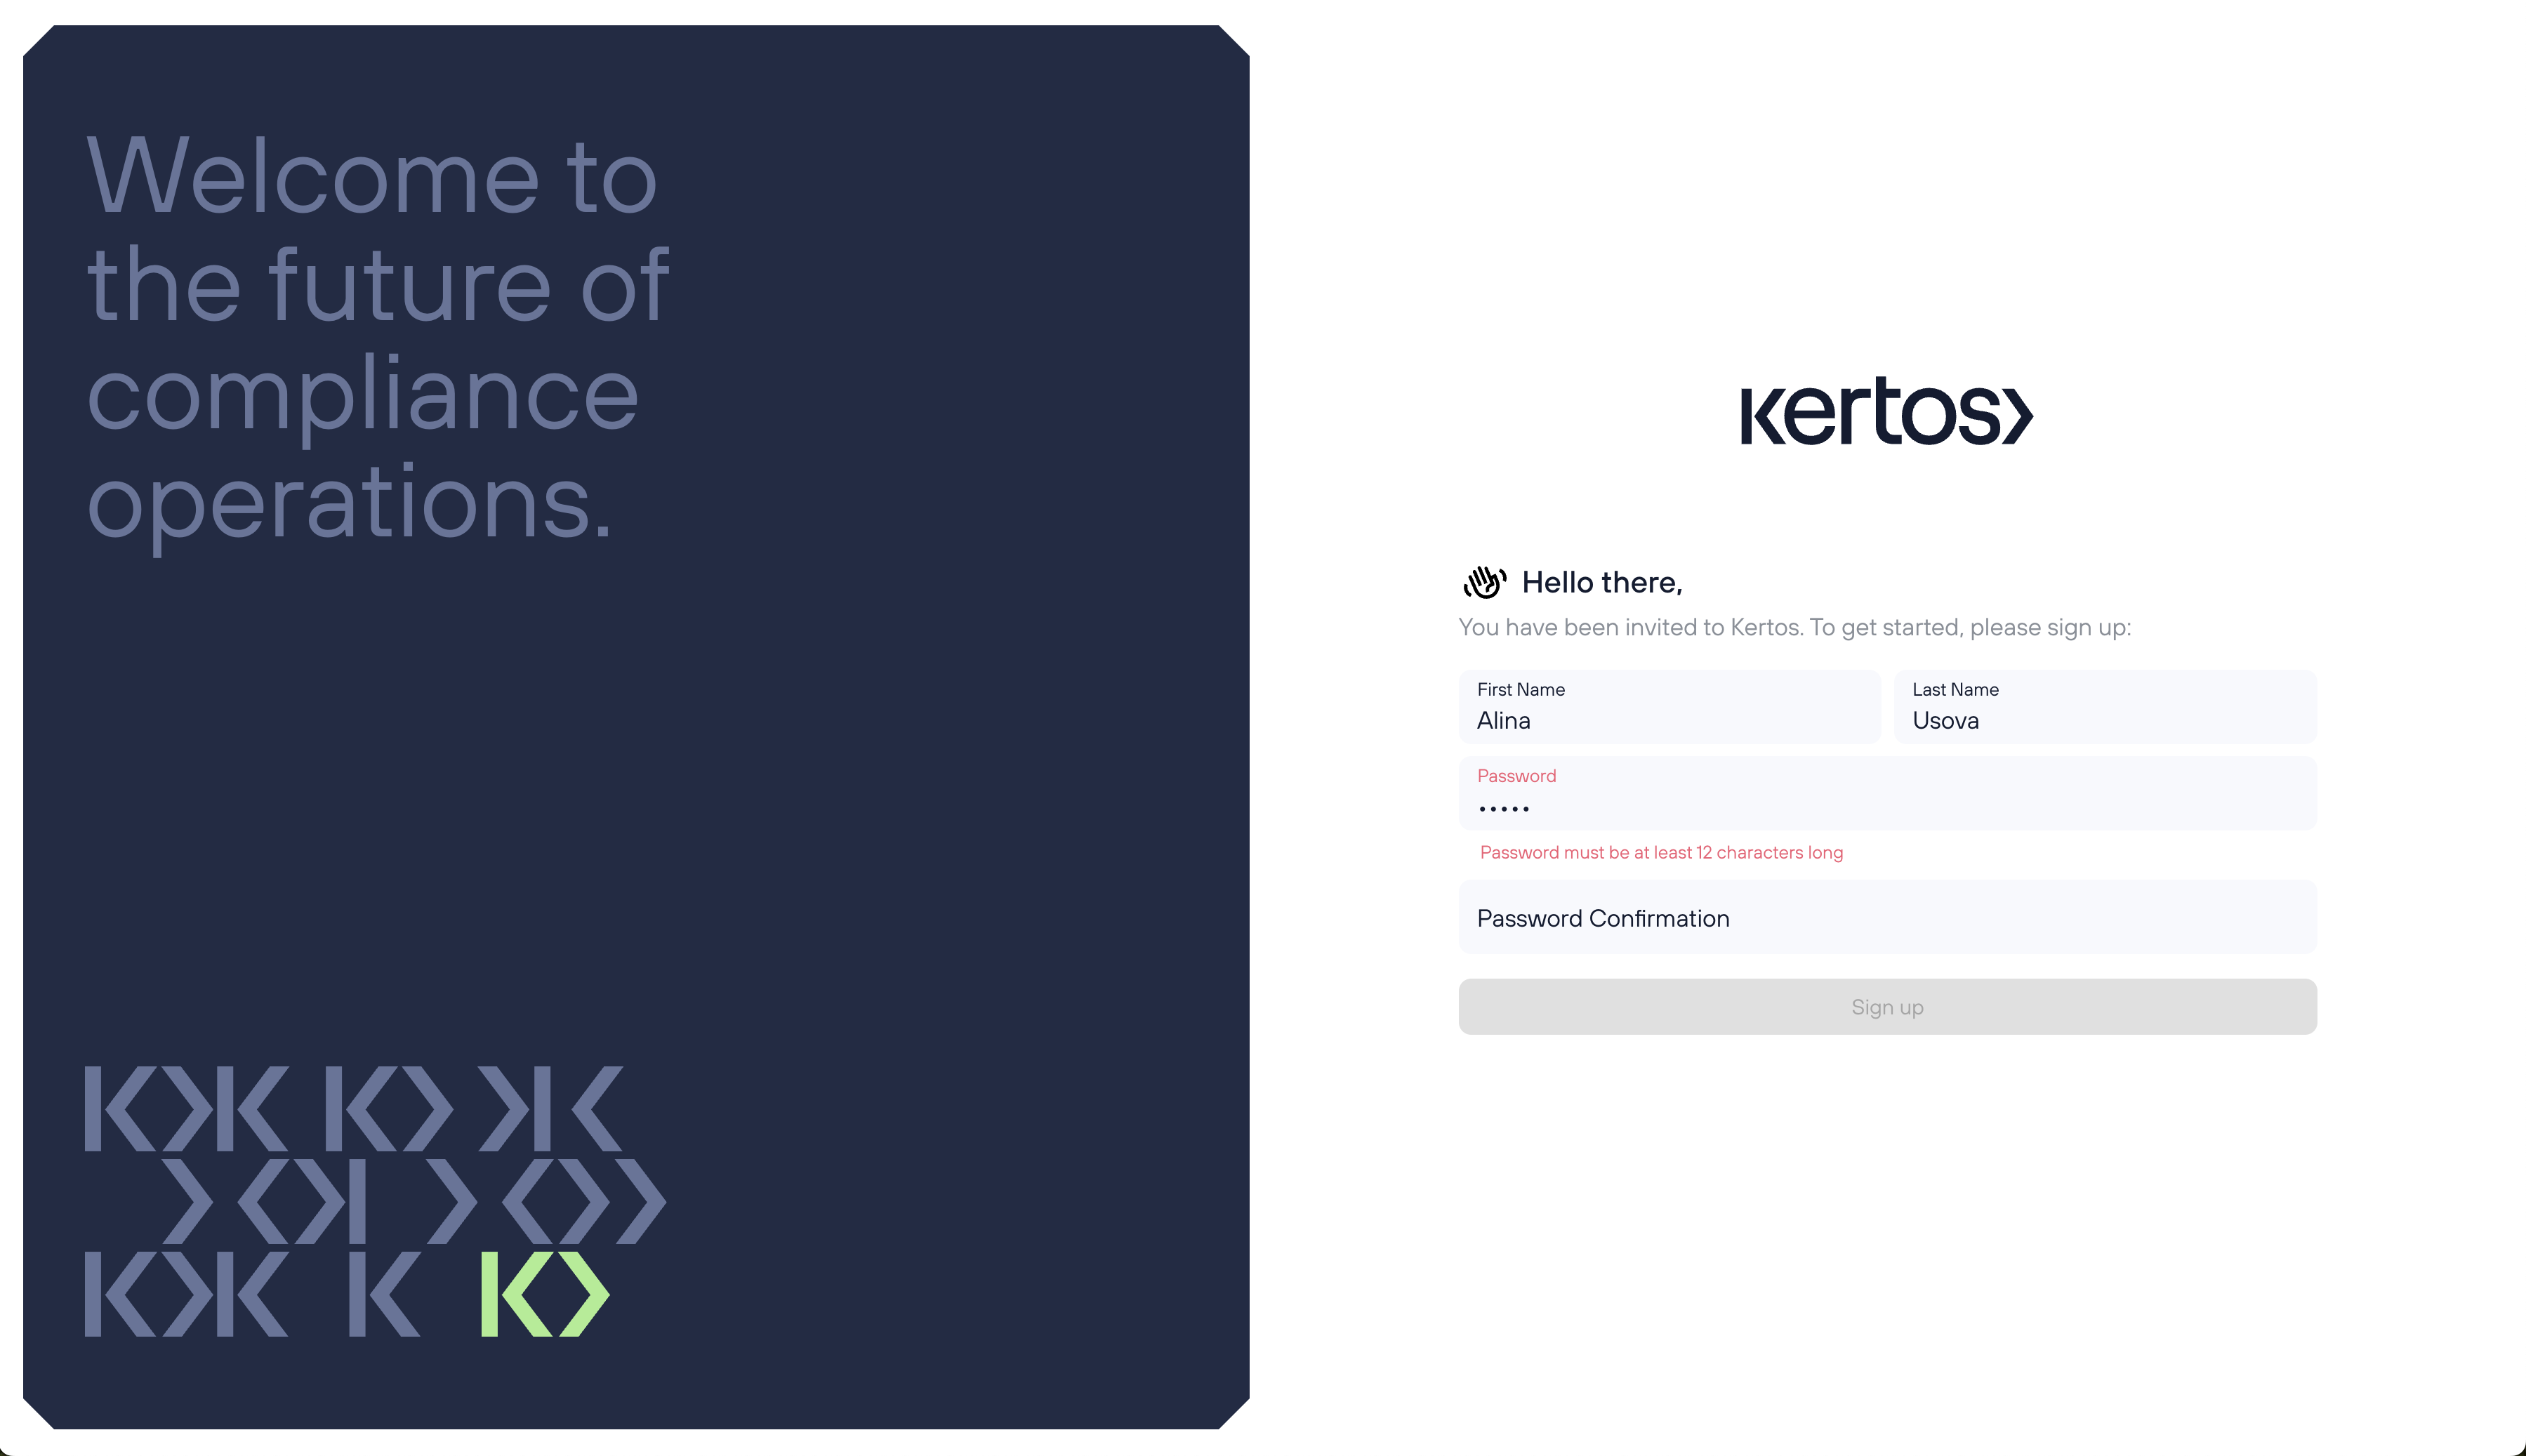 Welcome to
the future of
compliance
operations.
kertos
Hello there,
You have been invited to Kertos. To get started, please sign up:
First Name
Alina
Last Name
Usova
Password
•••••
Password must be at least 12 characters long
Password Confirmation
Sign up